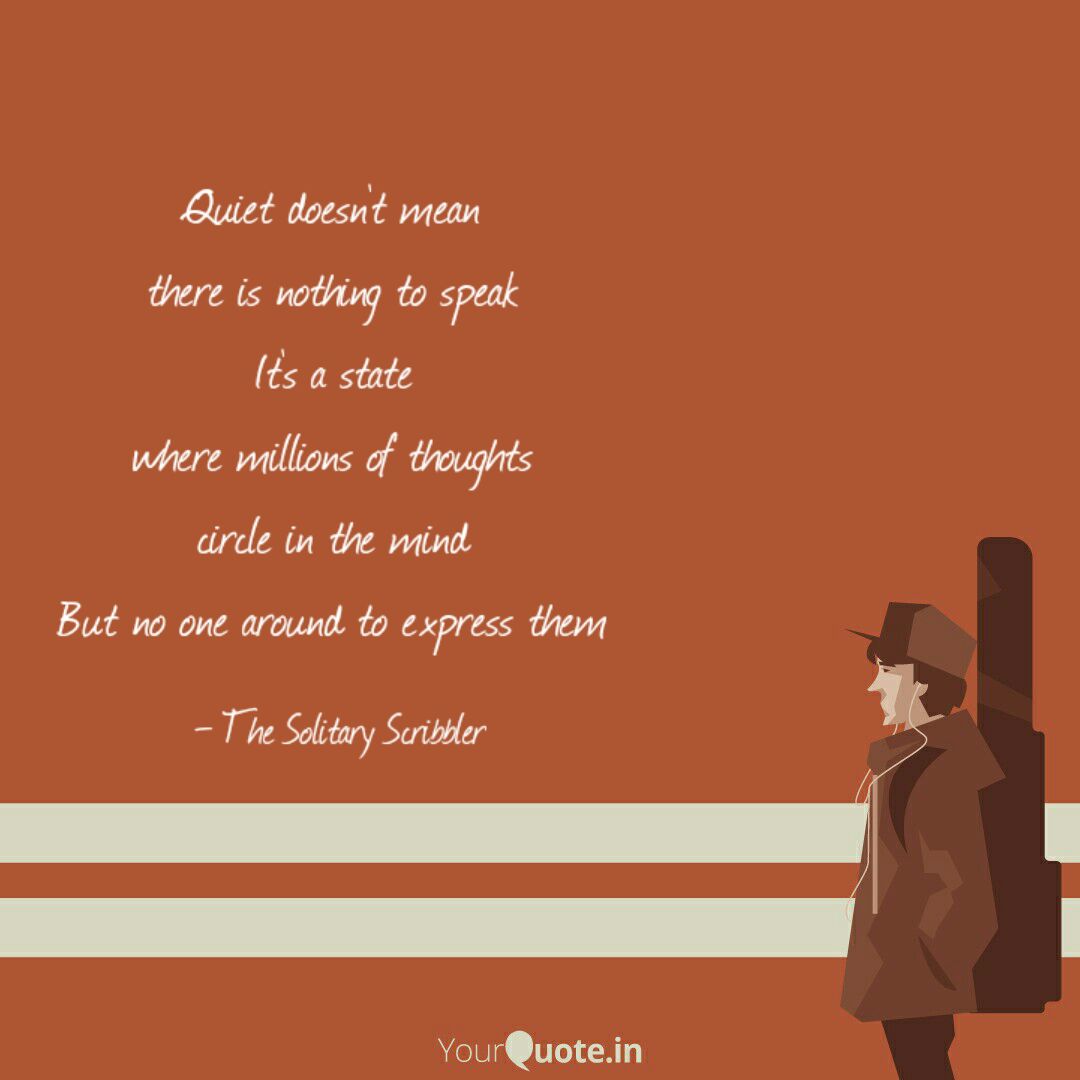 Quiet doesn't mean
there is nothing to speak
It's a state
where millions of thoughts
circle in the mind
But no one around to express them
- The Solitary Scribbler
YourQuote.in